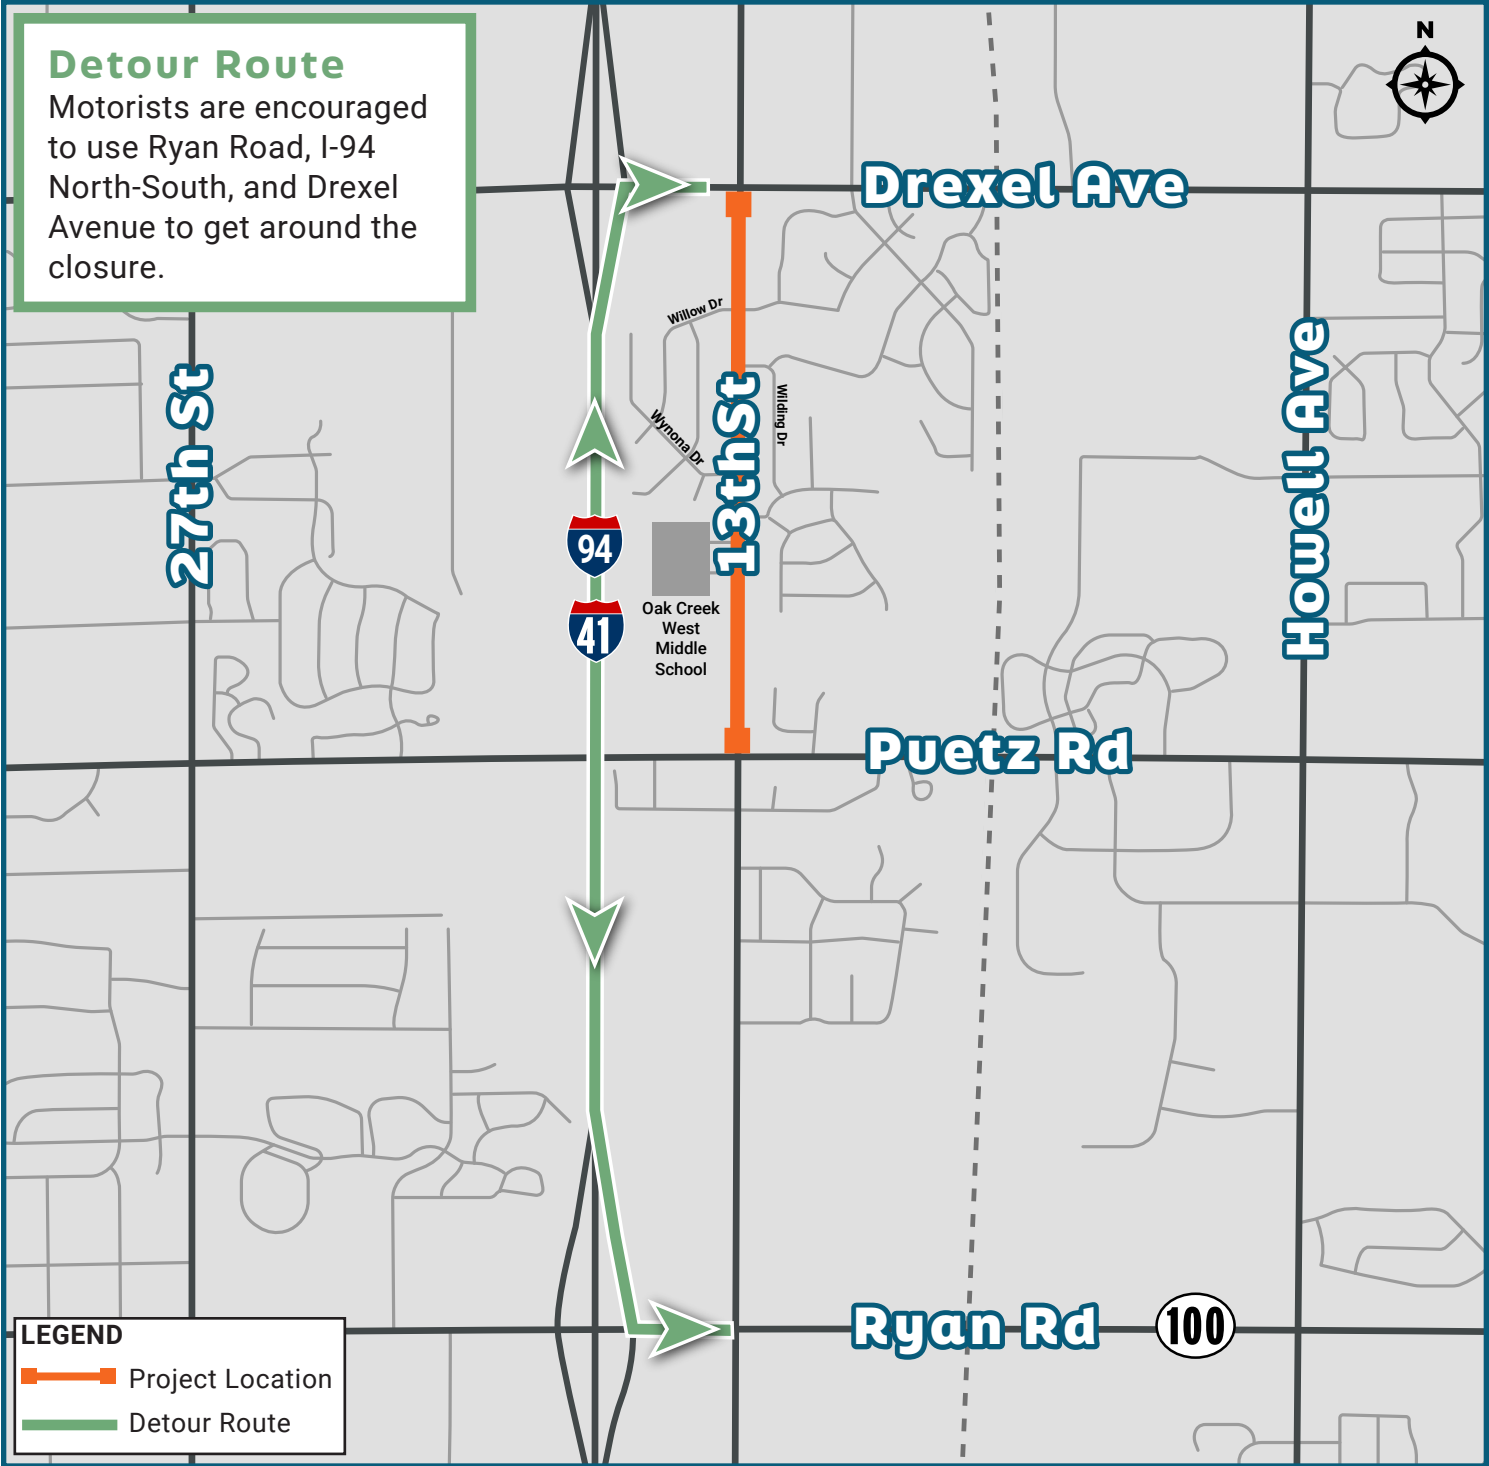 Detour Route
Motorists are encouraged
to use Ryan Road, I-94
North-South, and Drexel
Avenue to get around the
closure.
N
Drexel Ave
Willow Dr
Wynona Dr
Wilding Dr
13th St
27th St
Howell Ave
94
41
Oak Creek
West
Middle
School
Puetz Rd
Ryan Rd
100
LEGEND
Project Location
Detour Route